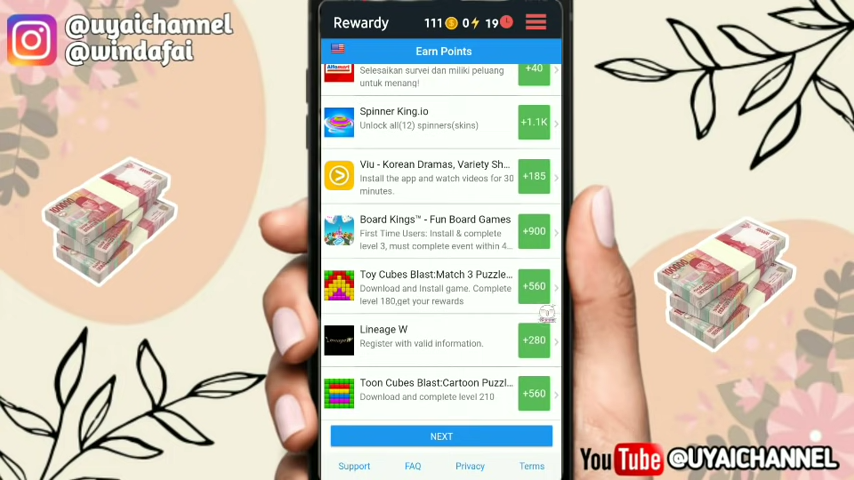 @uyaichannel
@windafai
Rewardy
111 0 19
Earn Points
Alfamart
Selesaikan survei dan miliki peluang
untuk menang!
+40
Spinner King.io
Unlock all(12) spinners(skins)
+1.1K
Viu - Korean Dramas, Variety Sh...
Install the app and watch videos for 30
minutes.
+185
Board Kings™ - Fun Board Games
First Time Users: Install & complete
level 3, must complete event within 4...
+900
Toy Cubes Blast:Match 3 Puzzle...
Download and Install game. Complete
level 180,get your rewards
+560
Lineage W
Register with valid information.
+280
Toon Cubes Blast:Cartoon Puzzl...
Download and complete level 210
+560
NEXT
Support FAQ Privacy Terms
YouTube @UYAICHANNEL
100000
100000